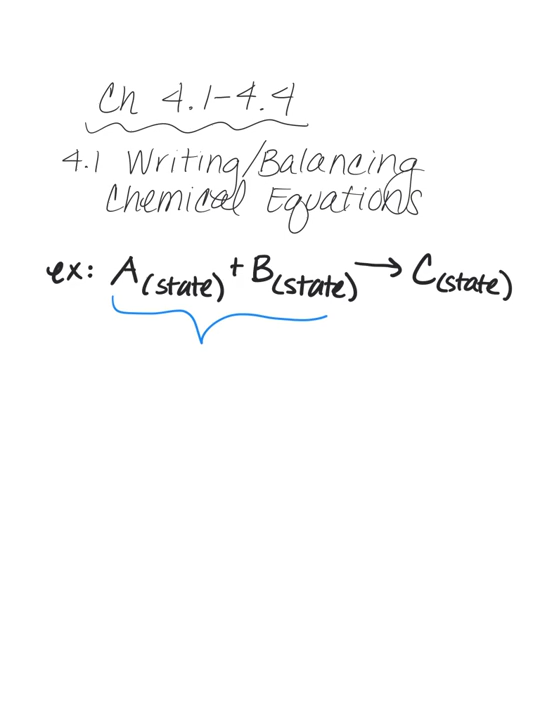 Ch 4.1-4.4
4.1 Writing/Balancing
Chemical Equations
ex: A(state) + B(state) → C(state)